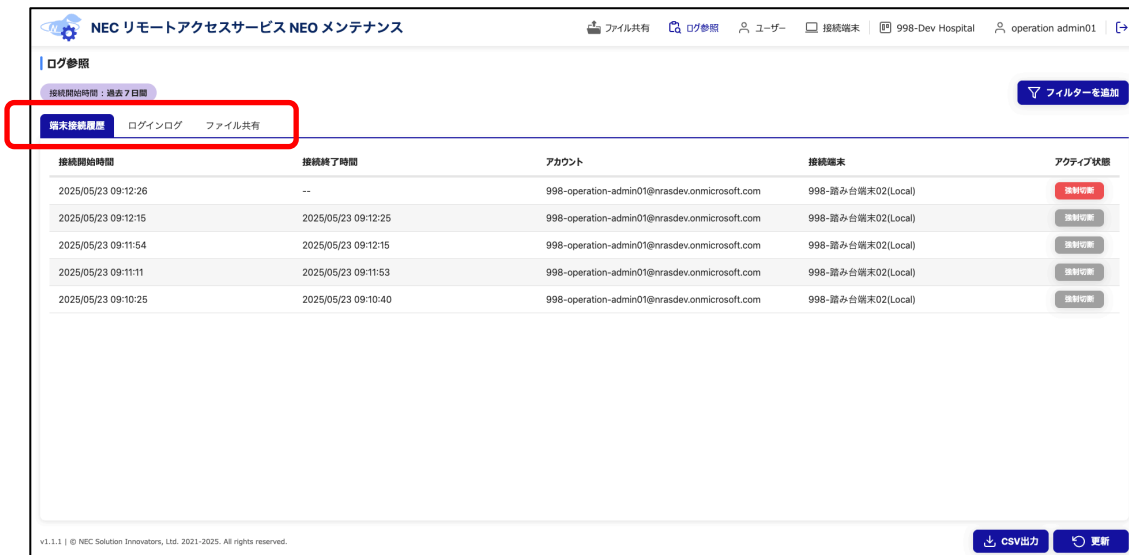 NEC リモートアクセスサービス NEO メンテナンス ファイル共有 ログ参照 ユーザー 接続端末 998-Dev Hospital operation admin01
ログ参照
接続開始時間：過去７日間 フィルターを追加
端末接続履歴 ログインログ ファイル共有
接続開始時間 接続終了時間 アカウント 接続端末 アクティブ状態
2025/05/23 09:12:26 -- 998-operation-admin01@nrasdev.onmicrosoft.com 998-踏み台端末02(Local) 強制切断
2025/05/23 09:12:15 2025/05/23 09:12:25 998-operation-admin01@nrasdev.onmicrosoft.com 998-踏み台端末02(Local) 強制切断
2025/05/23 09:11:54 2025/05/23 09:12:15 998-operation-admin01@nrasdev.onmicrosoft.com 998-踏み台端末02(Local) 強制切断
2025/05/23 09:11:11 2025/05/23 09:11:53 998-operation-admin01@nrasdev.onmicrosoft.com 998-踏み台端末02(Local) 強制切断
2025/05/23 09:10:25 2025/05/23 09:10:40 998-operation-admin01@nrasdev.onmicrosoft.com 998-踏み台端末02(Local) 強制切断
v1.1.1 | © NEC Solution Innovators, Ltd. 2021-2025. All rights reserved. CSV出力 更新